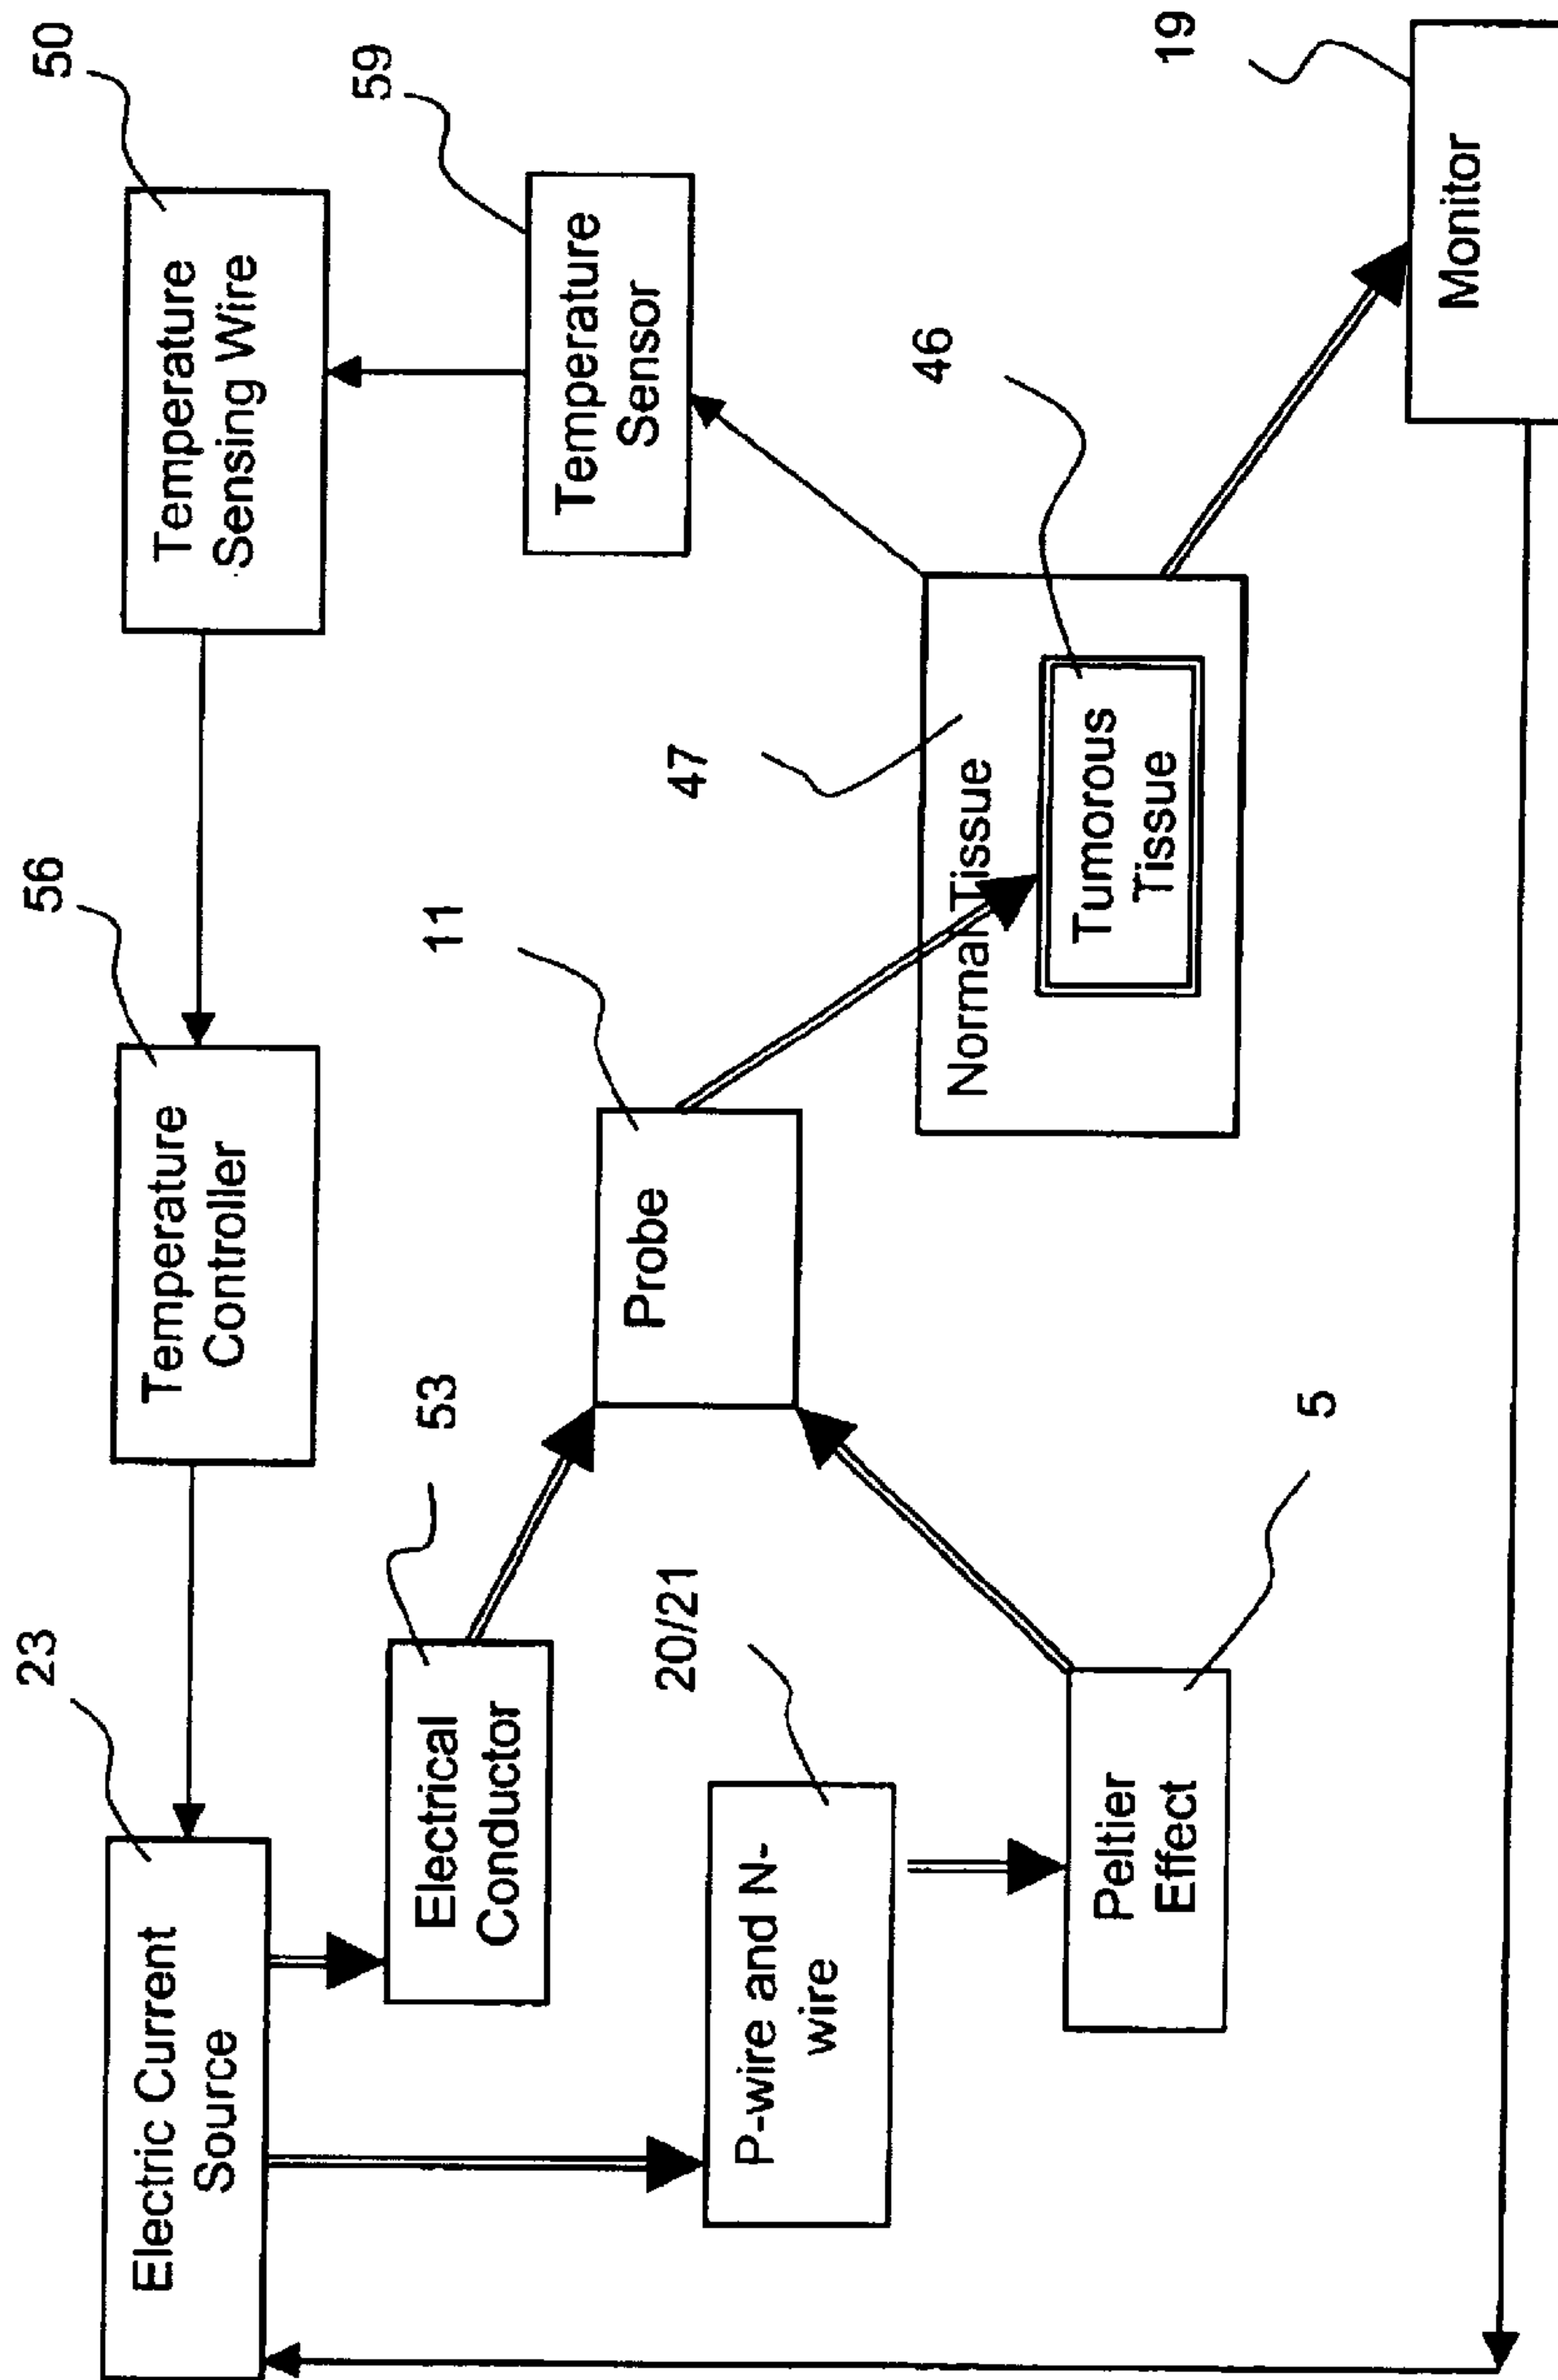 23
56
50
Electric Current
Source
Temperature
Controller
Temperature
Sensing Wire
53
59
Electrical
Conductor
Temperature
Sensor
20/21
11
P-wire and N-
wire
Probe
47
46
5
Normal Tissue
Peltier
Effect
Tumorous
Tissue
19
Monitor